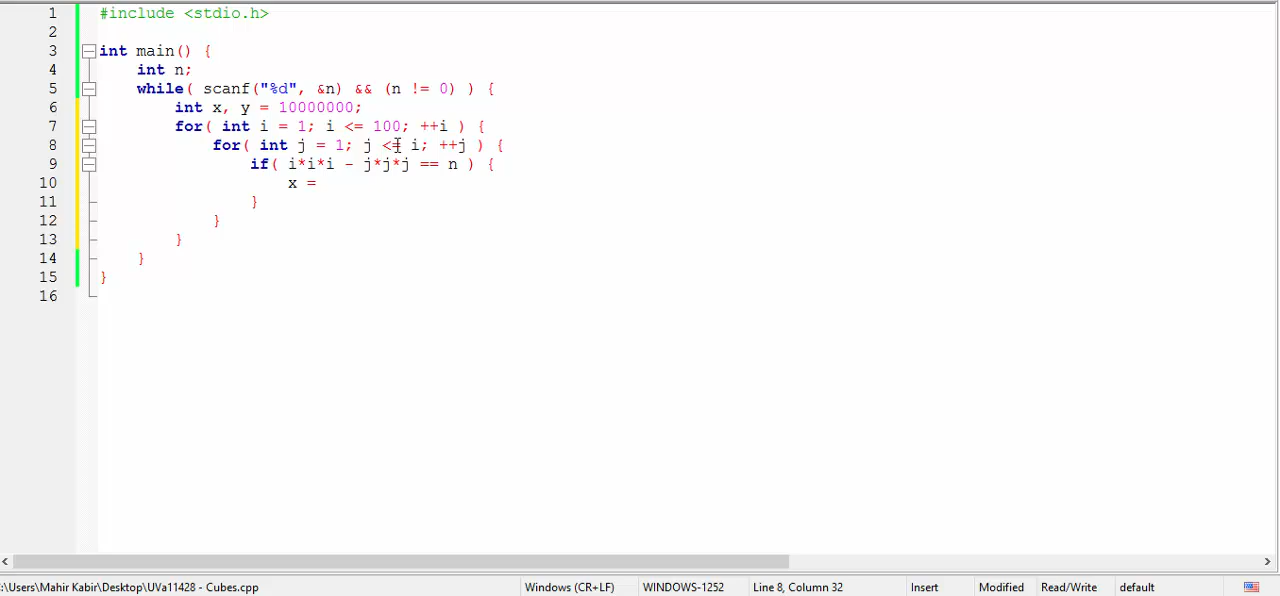 1 #include <stdio.h>
2
3 int main() {
4 int n;
5 while( scanf("%d", &n) && (n != 0) ) {
6 int x, y = 10000000;
7 for( int i = 1; i <= 100; ++i ) {
8 for( int j = 1; j <= i; ++j ) {
9 if( i*i*i - j*j*j == n ) {
10 x =
11 }
12 }
13 }
14 }
15 }
16
:\Users\Mahir Kabir\Desktop\UVa11428 - Cubes.cpp Windows (CR+LF) WINDOWS-1252 Line 8, Column 32 Insert Modified Read/Write default